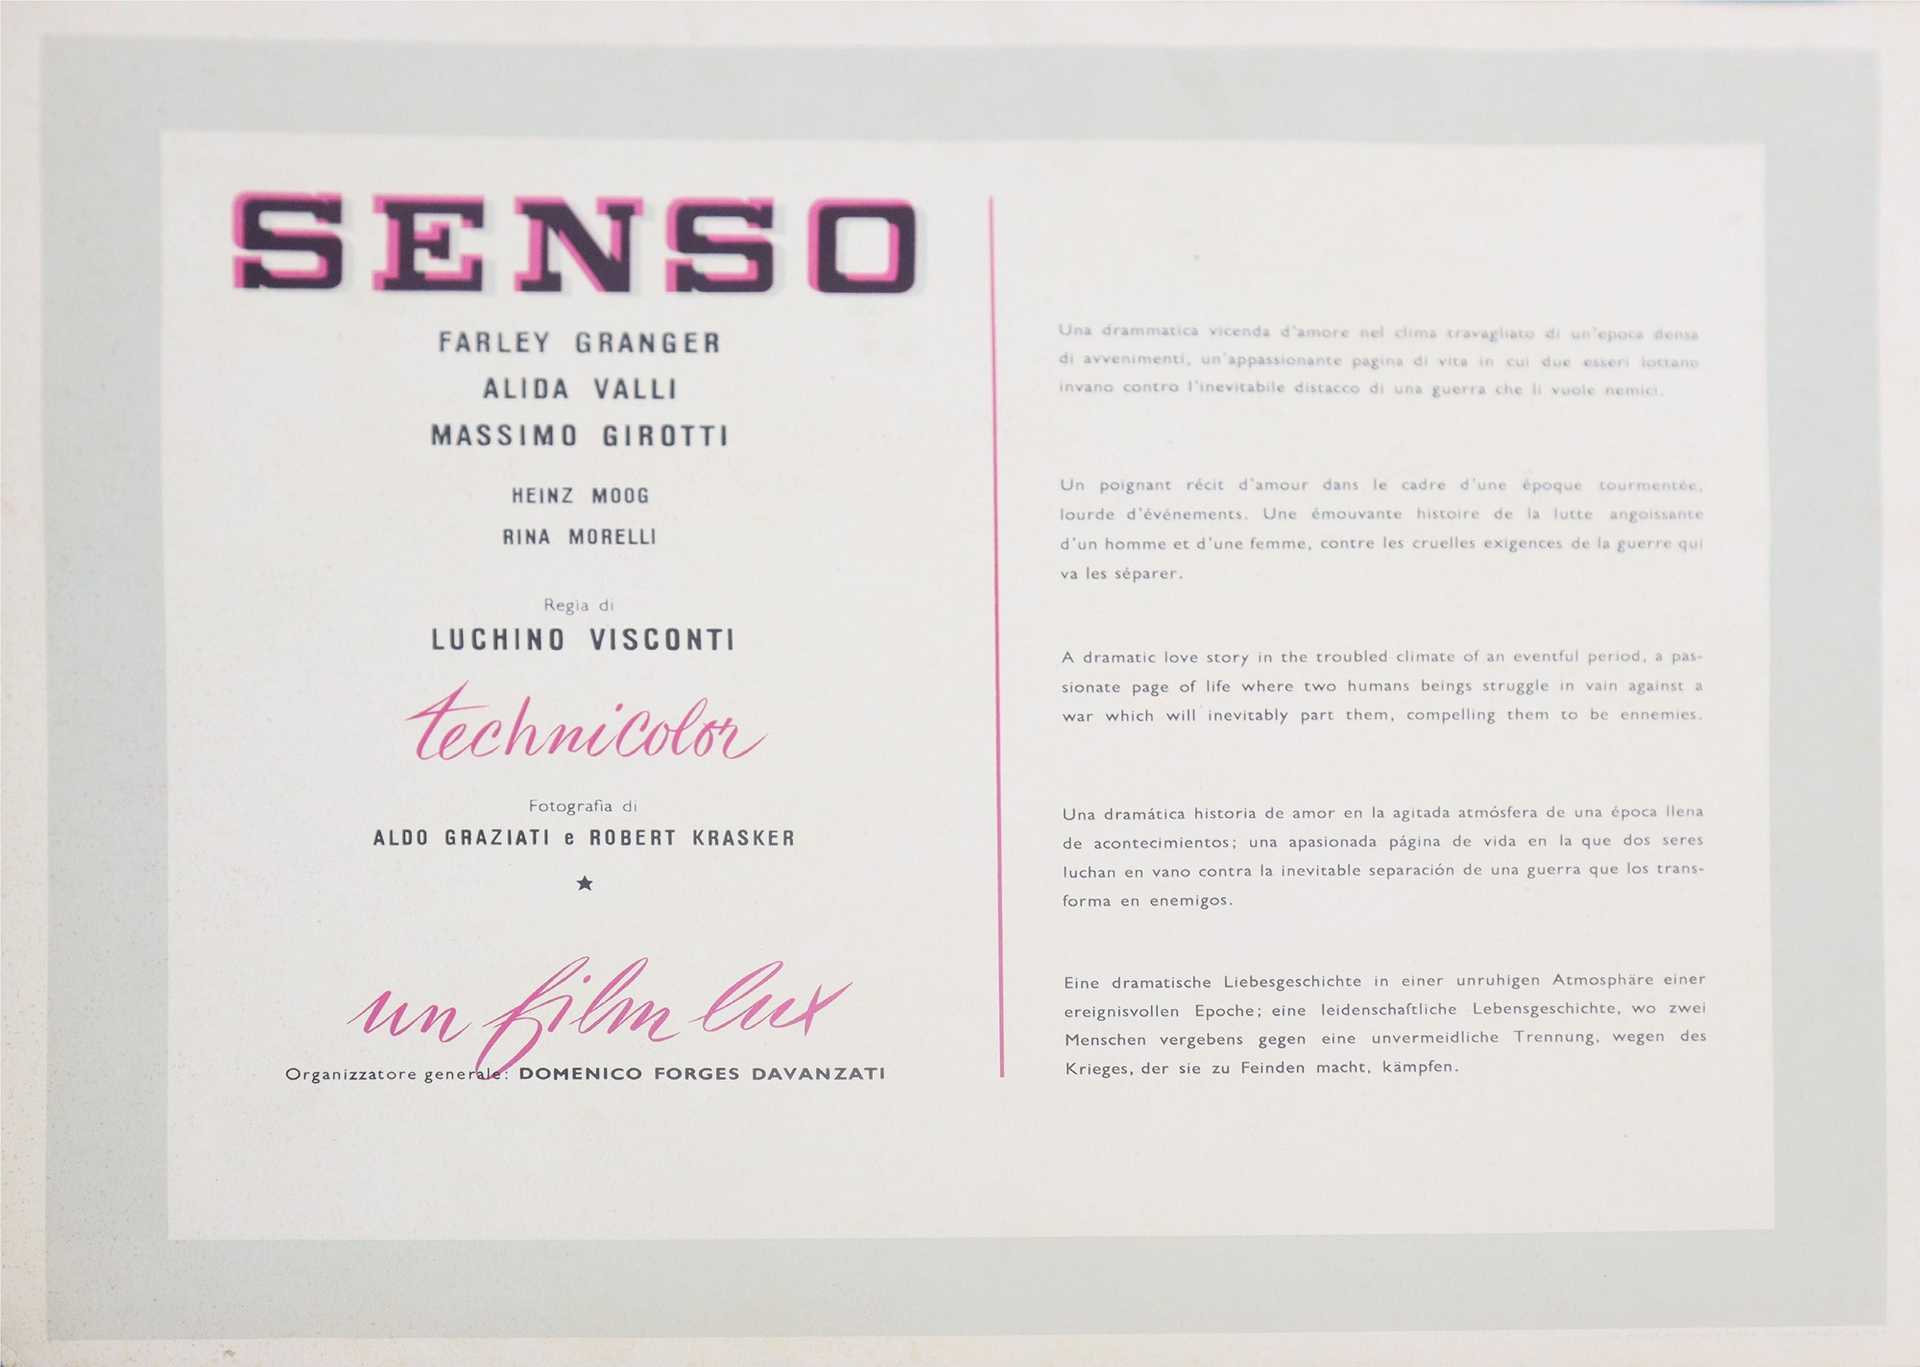 SENSO
FARLEY GRANGER
ALIDA VALLI
MASSIMO GIROTTI
HEINZ MOOG
RINA MORELLI
Regia di
LUCHINO VISCONTI
technicolor
Fotografia di
ALDO GRAZIATI e ROBERT KRASKER
★
un film lux
Organizzatore generale: DOMENICO FORGES DAVANZATI
Una drammatica vicenda d'amore nel clima travagliato di un'epoca densa
di avvenimenti, un'appassionante pagina di vita in cui due esseri lottano
invano contro l'inevitabile distacco di una guerra che li vuole nemici.
Un poignant récit d'amour dans le cadre d'une époque tourmentée,
lourde d'événements. Une émouvante histoire de la lutte angoissante
d'un homme et d'une femme, contre les cruelles exigences de la guerre qui
va les séparer.
A dramatic love story in the troubled climate of an eventful period, a pas-
sionate page of life where two humans beings struggle in vain against a
war which will inevitably part them, compelling them to be ennemies.
Una dramática historia de amor en la agitada atmósfera de una época llena
de acontecimientos; una apasionada página de vida en la que dos seres
luchan en vano contra la inevitable separación de una guerra que los trans-
forma en enemigos.
Eine dramatische Liebesgeschichte in einer unruhigen Atmosphäre einer
ereignisvollen Epoche; eine leidenschaftliche Lebensgeschichte, wo zwei
Menschen vergebens gegen eine unvermeidliche Trennung, wegen des
Krieges, der sie zu Feinden macht, kämpfen.